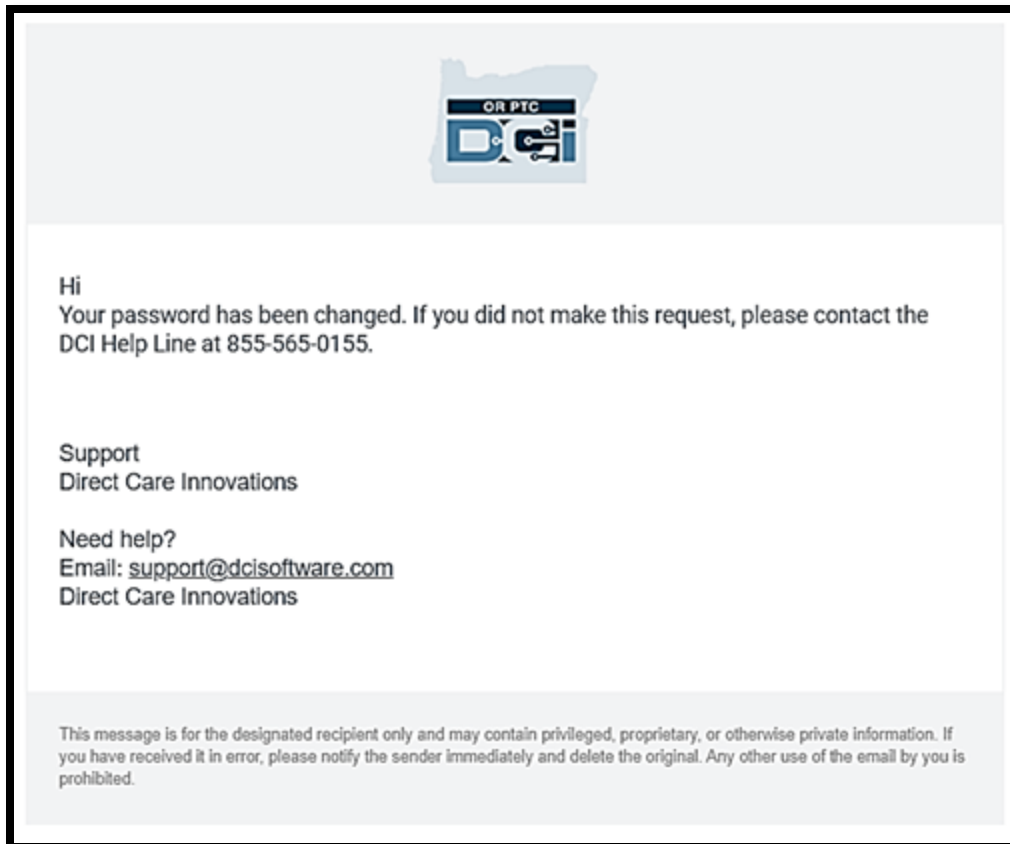 OR PTC
DCi
Hi
Your password has been changed. If you did not make this request, please contact the
DCI Help Line at 855-565-0155.
Support
Direct Care Innovations
Need help?
Email: support@dcisoftware.com
Direct Care Innovations
This message is for the designated recipient only and may contain privileged, proprietary, or otherwise private information. If
you have received it in error, please notify the sender immediately and delete the original. Any other use of the email by you is
prohibited.